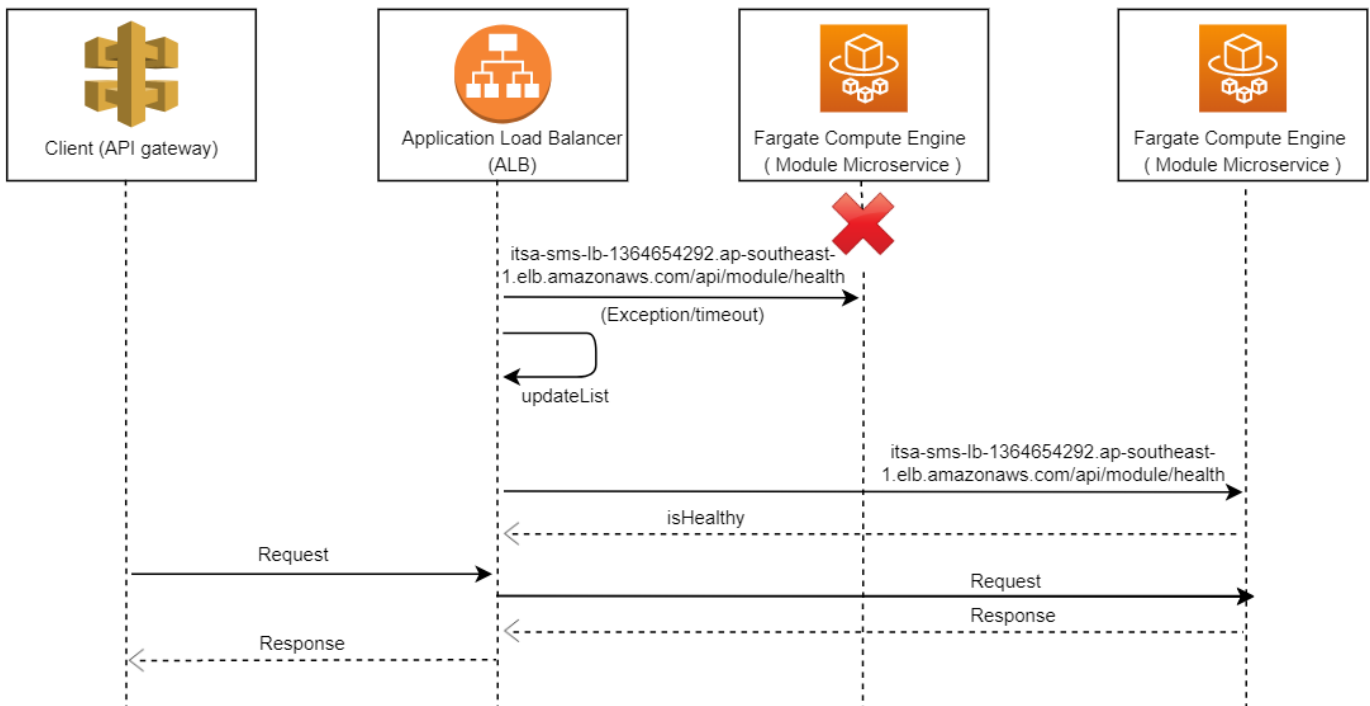 Client (API gateway)
Application Load Balancer
(ALB)
Fargate Compute Engine
( Module Microservice )
Fargate Compute Engine
( Module Microservice )
itsa-sms-lb-1364654292.ap-southeast-
1.elb.amazonaws.com/api/module/health
(Exception/timeout)
updateList
itsa-sms-lb-1364654292.ap-southeast-
1.elb.amazonaws.com/api/module/health
isHealthy
Request
Request
Response
Response